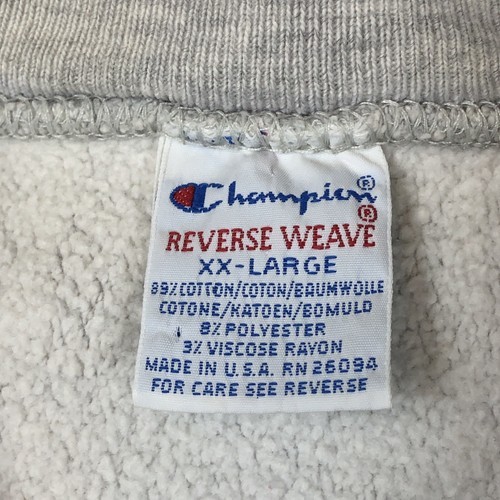 Champion®
REVERSE WEAVE®
XX-LARGE
89% COTTON/COTON/BAUMWOLLE
COTONE/KATOEN/BOMULD
8% POLYESTER
3% VISCOSE RAYON
MADE IN U.S.A. RN 26094
FOR CARE SEE REVERSE